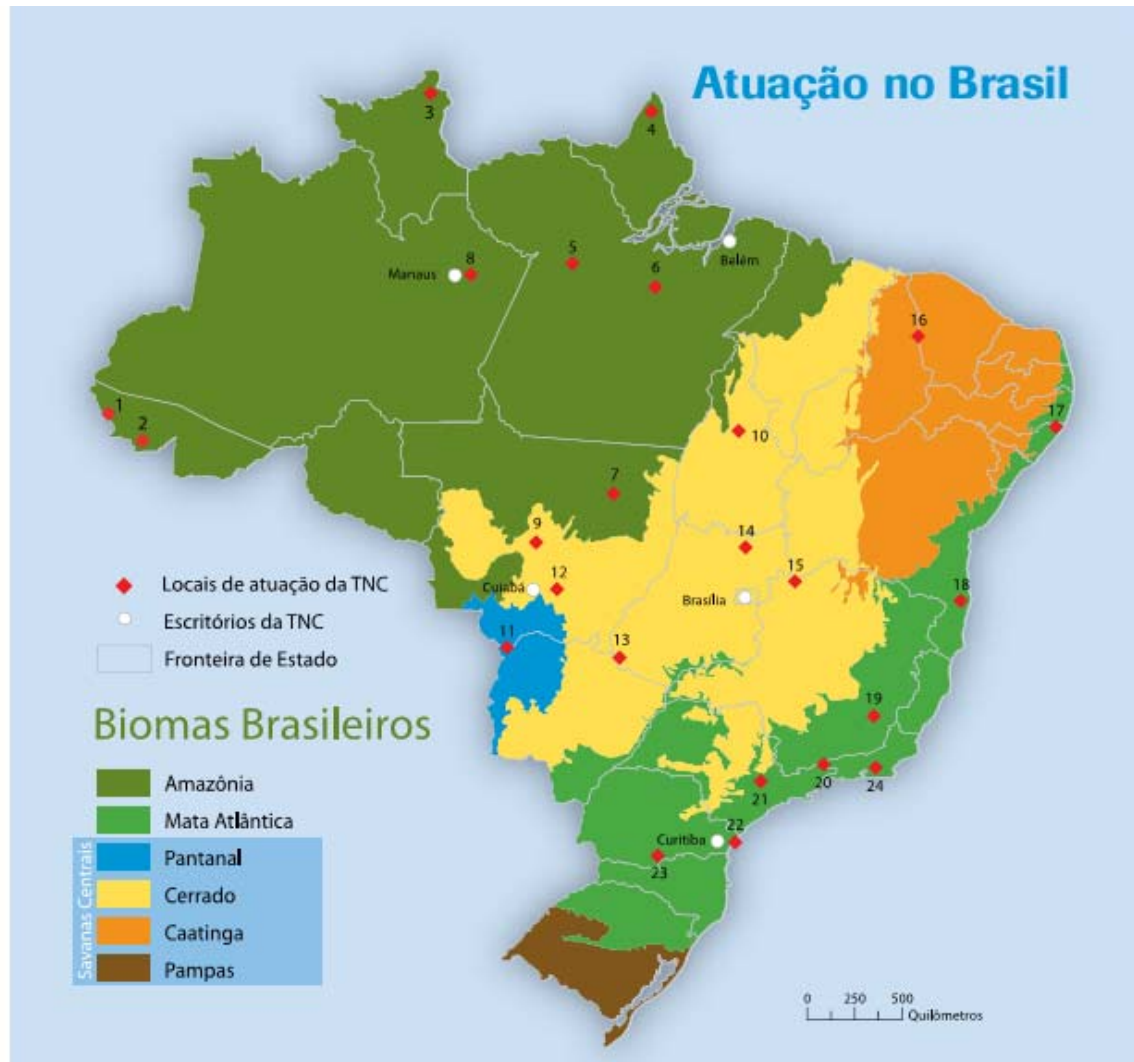 Atuação no Brasil
3
4
5
6
8
Manaus
Belém
16
1
2
17
10
7
9
14
12
15
18
Cuiabá
Brasília
11
13
19
20
24
21
22
Curitiba
23
Locais de atuação da TNC
Escritórios da TNC
Fronteira de Estado
Biomas Brasileiros
Amazônia
Mata Atlântica
Savanas Centrais
Pantanal
Cerrado
Caatinga
Pampas
0 250 500
Quilômetros